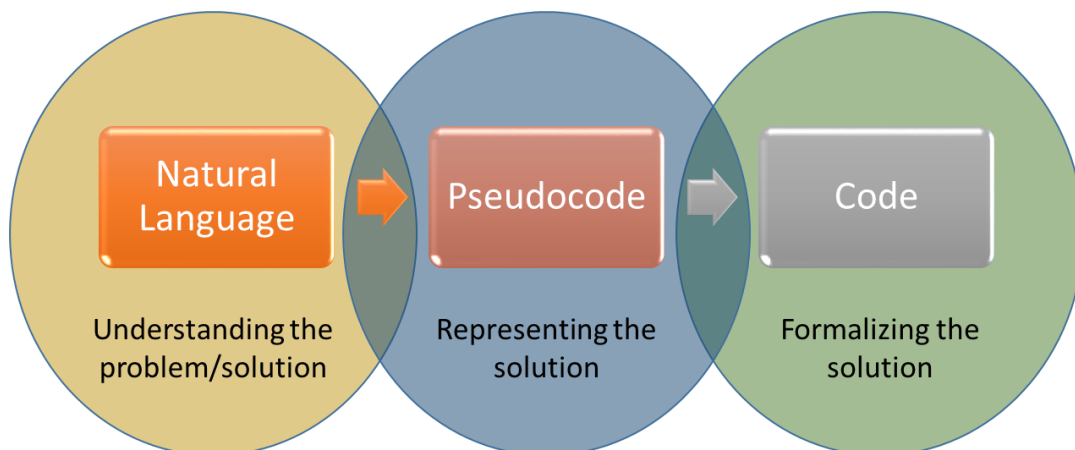 Natural
Language
Pseudocode
Code
Understanding the
problem/solution
Representing the
solution
Formalizing the
solution